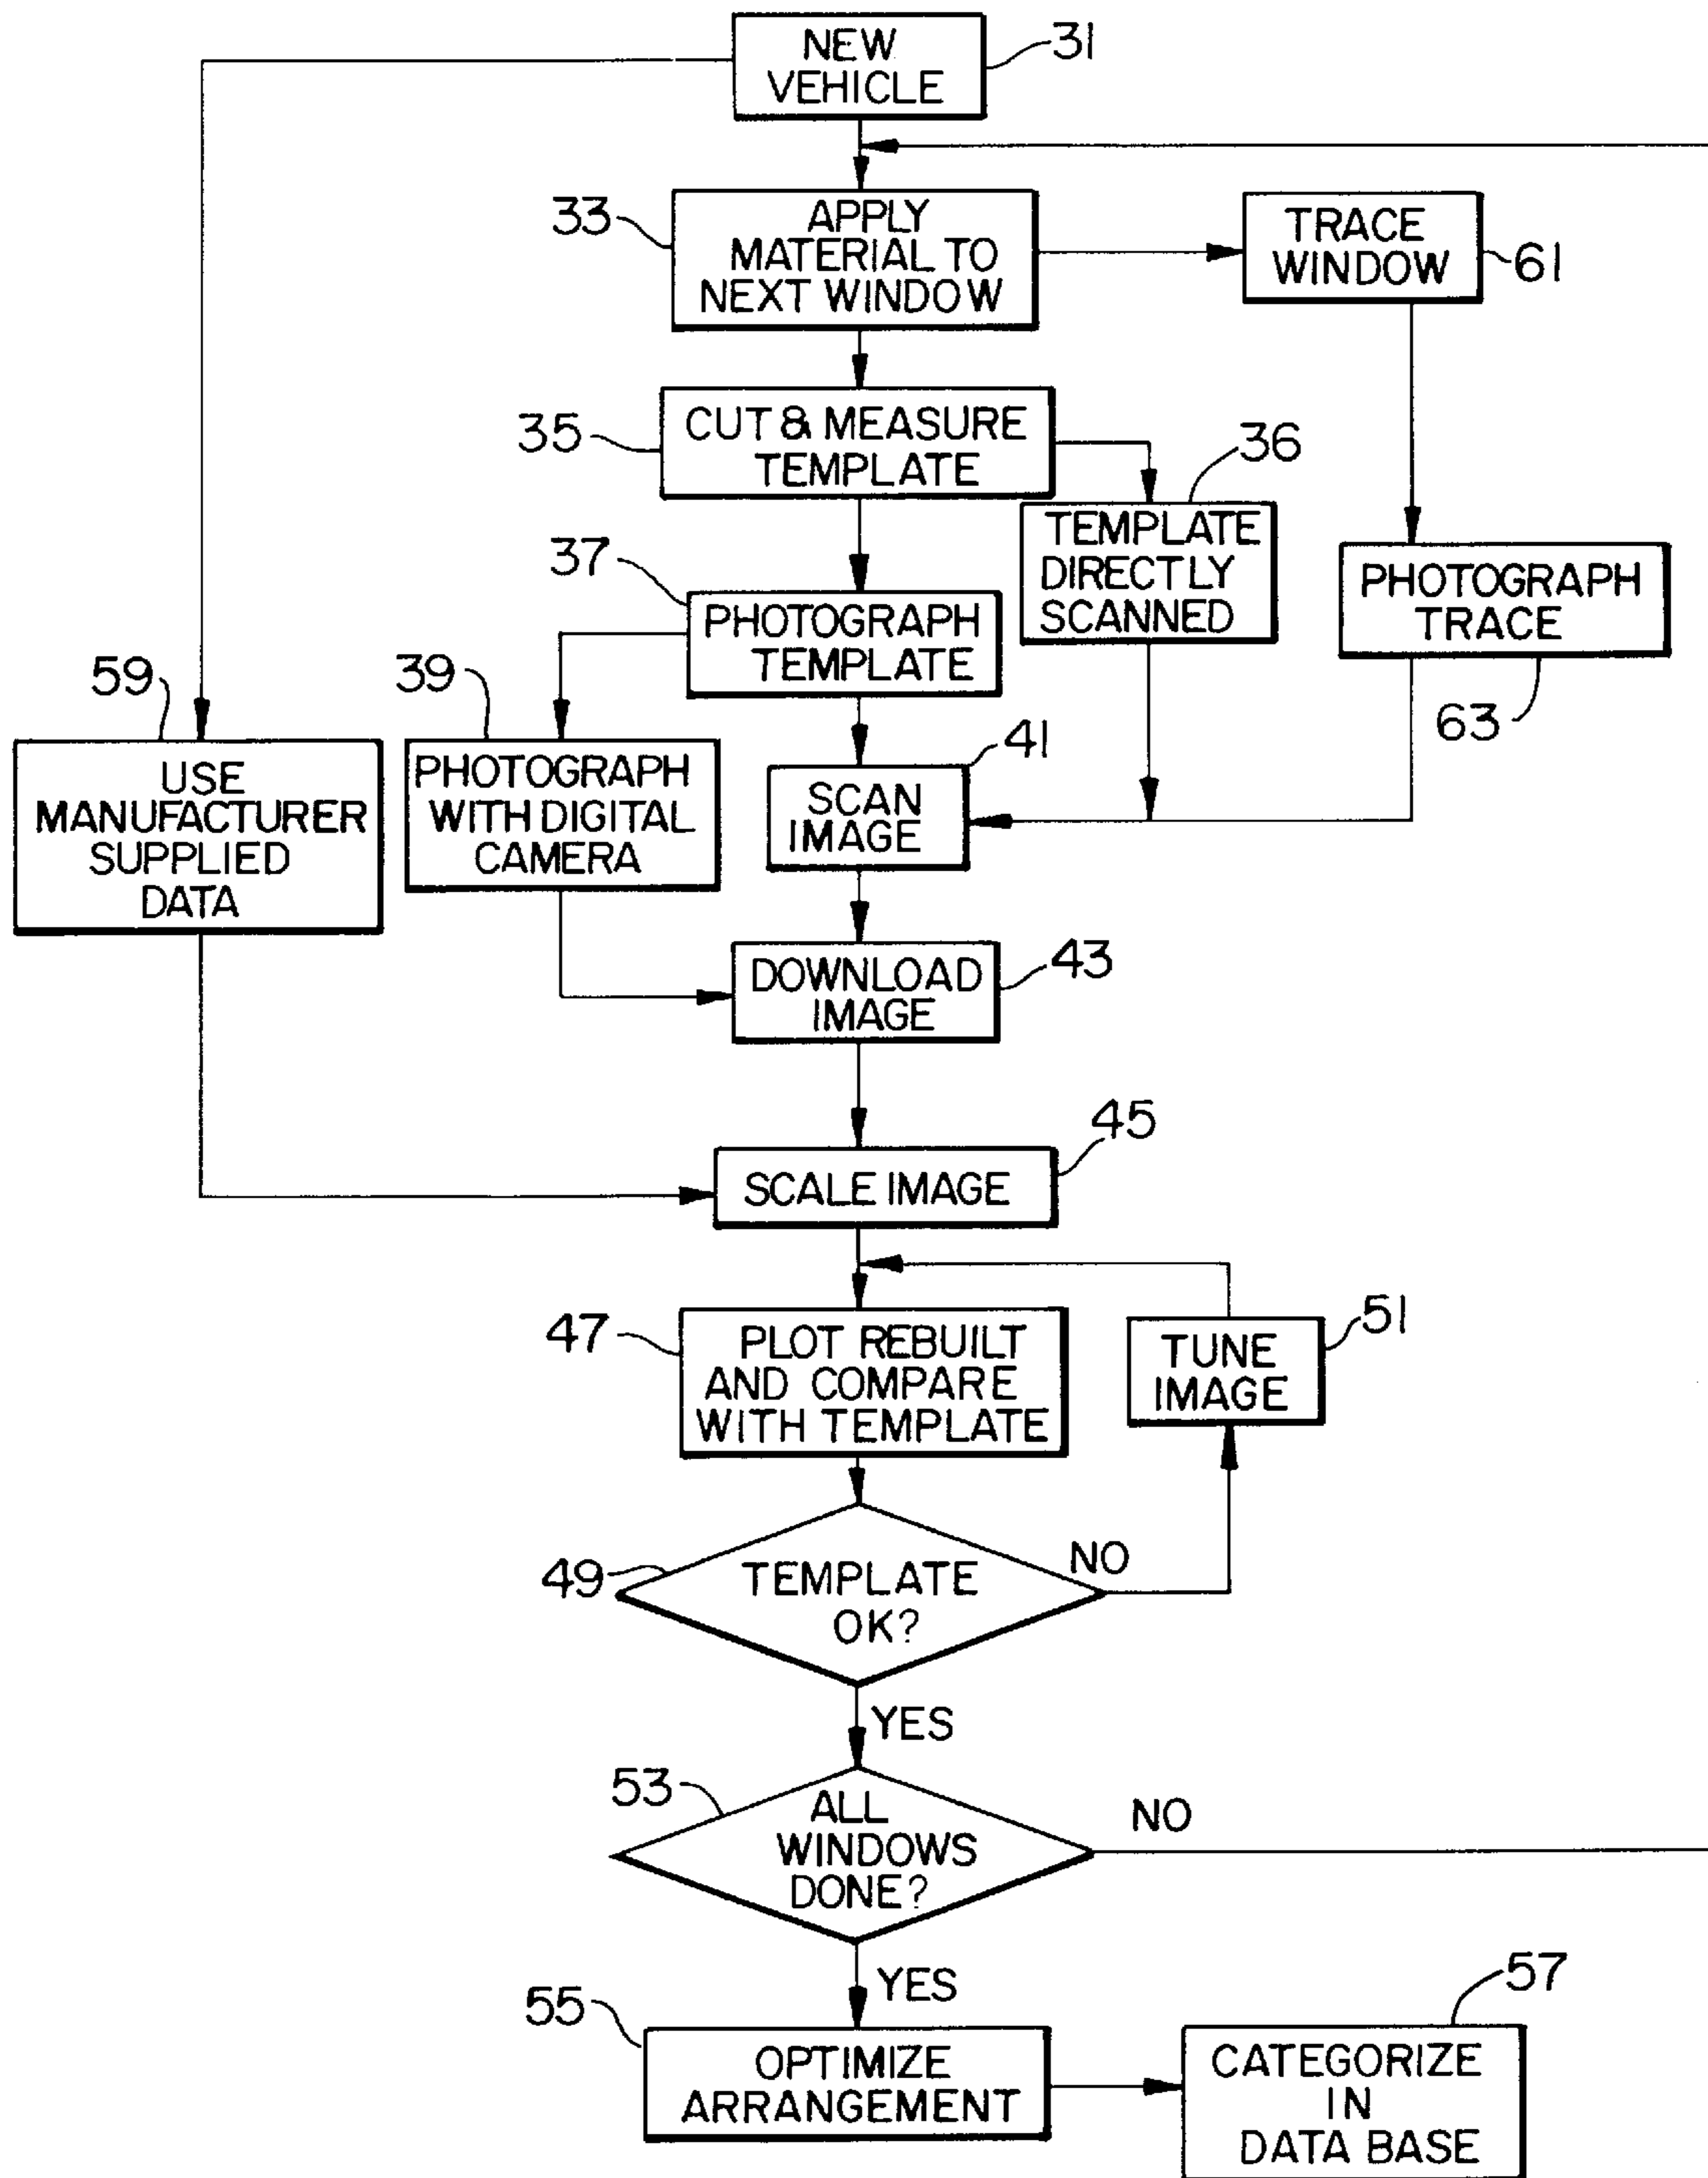 NEW
VEHICLE
31
33
APPLY
MATERIAL TO
NEXT WINDOW
TRACE
WINDOW
61
35
CUT & MEASURE
TEMPLATE
36
TEMPLATE
DIRECTLY
SCANNED
37
PHOTOGRAPH
TEMPLATE
PHOTOGRAPH
TRACE
63
59
USE
MANUFACTURER
SUPPLIED
DATA
39
PHOTOGRAPH
WITH DIGITAL
CAMERA
41
SCAN
IMAGE
DOWNLOAD
IMAGE
43
45
SCALE IMAGE
47
PLOT REBUILT
AND COMPARE
WITH TEMPLATE
51
TUNE
IMAGE
49
TEMPLATE
OK?
NO
YES
53
ALL
WINDOWS
DONE?
NO
YES
55
OPTIMIZE
ARRANGEMENT
57
CATEGORIZE
IN
DATA BASE